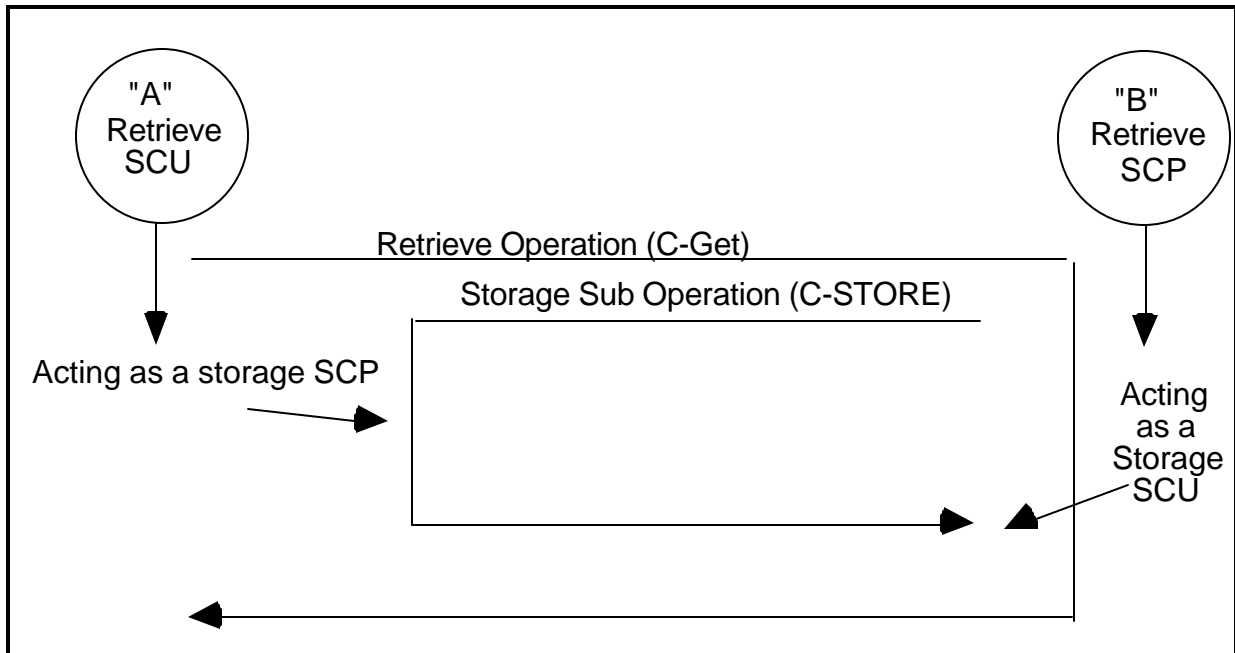 "A"
Retrieve
SCU
"B"
Retrieve
SCP
Retrieve Operation (C-Get)
Storage Sub Operation (C-STORE)
Acting as a storage SCP
Acting
as a
Storage
SCU